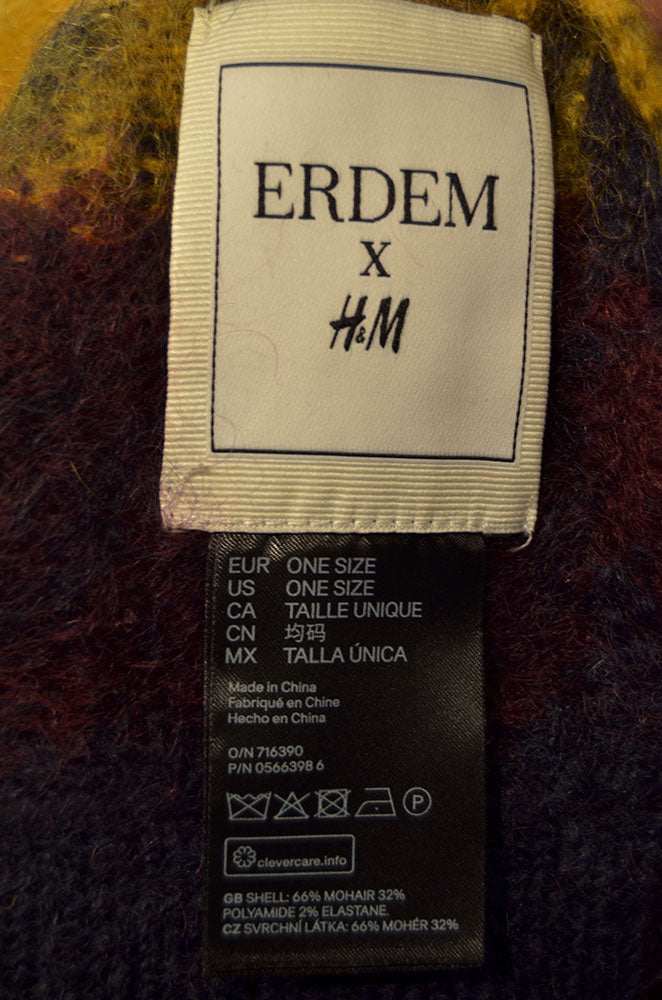 ERDEM
X
H&M
EUR ONE SIZE
US ONE SIZE
CA TAILLE UNIQUE
CN 均码
MX TALLA ÚNICA
Made in China
Fabriqué en Chine
Hecho en China
O/N 716390
P/N 0566398 6
P
clevercare.info
GB SHELL: 66% MOHAIR 32%
POLYAMIDE 2% ELASTANE.
CZ SVRCHNÍ LÁTKA: 66% MOHÉR 32%